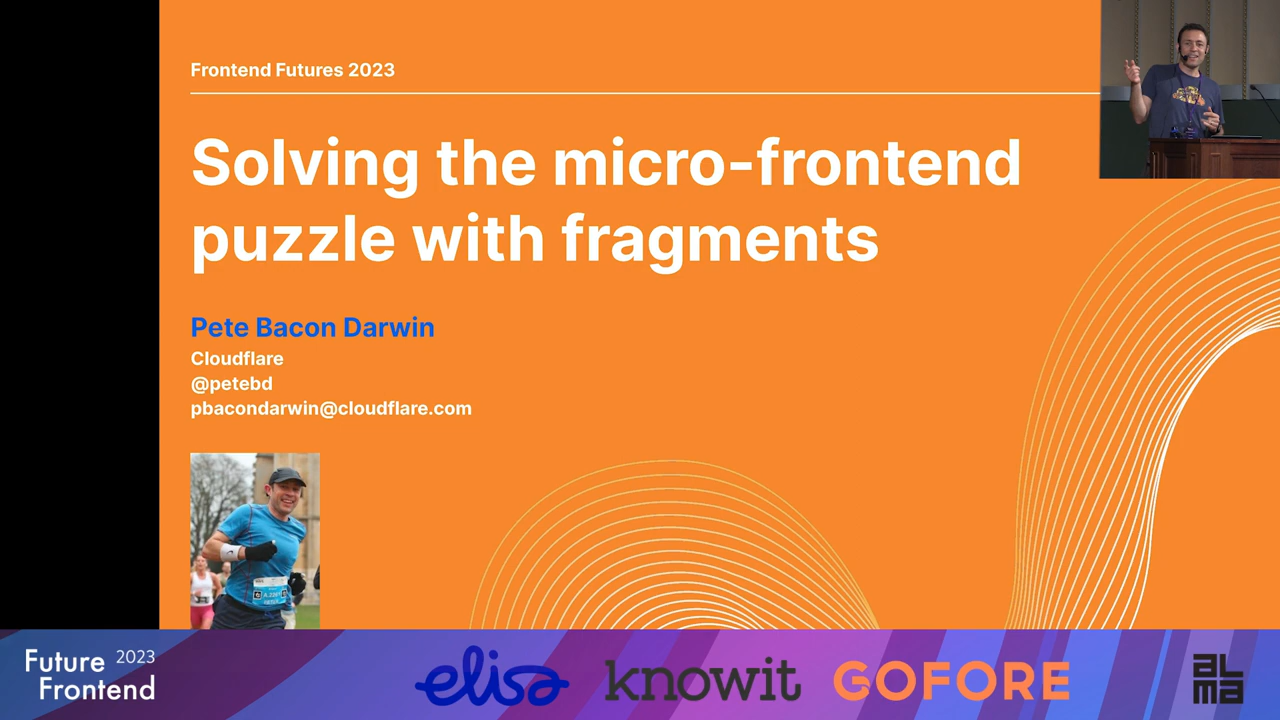 Frontend Futures 2023
Solving the micro-frontend
puzzle with fragments
Pete Bacon Darwin
Cloudflare
@petebd
pbacondarwin@cloudflare.com
Future 2023
Frontend
elisa
knowit
GOFORE
aLma